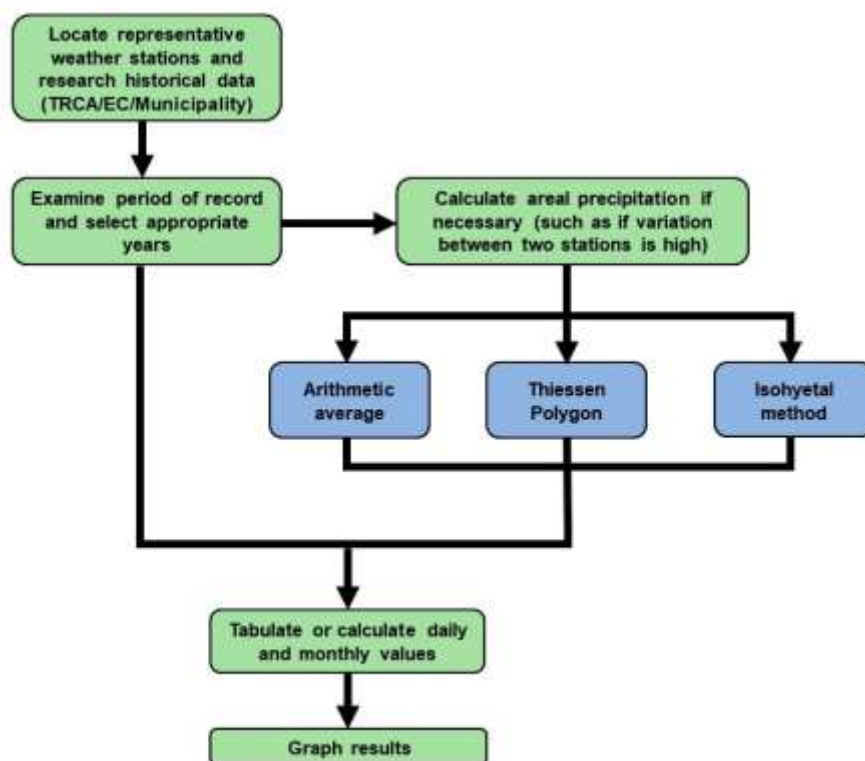 Locate representative
weather stations and
research historical data
(TRCA/EC/Municipality)
Examine period of record
and select appropriate
years
Calculate areal precipitation if
necessary (such as if variation
between two stations is high)
Arithmetic
average
Thiessen
Polygon
Isohyetal
method
Tabulate or calculate daily
and monthly values
Graph results